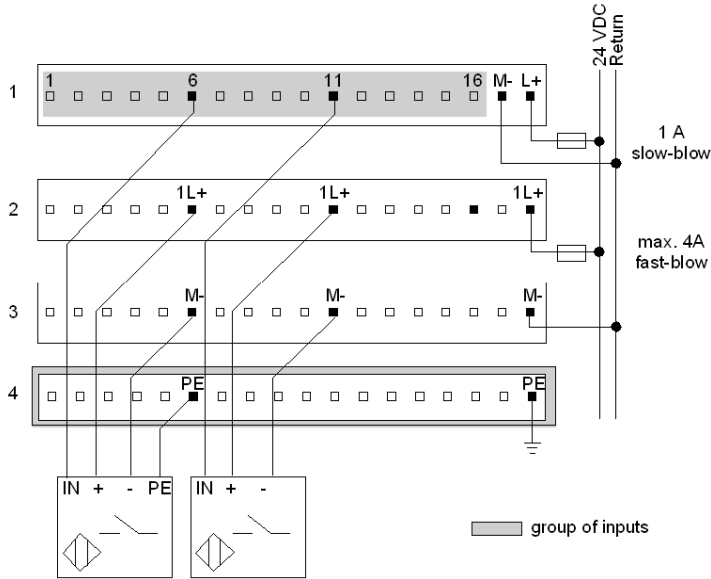 24 VDC
Return
1 6 11 16 M- L+
1
1 A
slow-blow
1L+ 1L+ 1L+
2
max. 4A
fast-blow
M- M- M-
3
4
PE PE
IN + - PE
IN + -
group of inputs